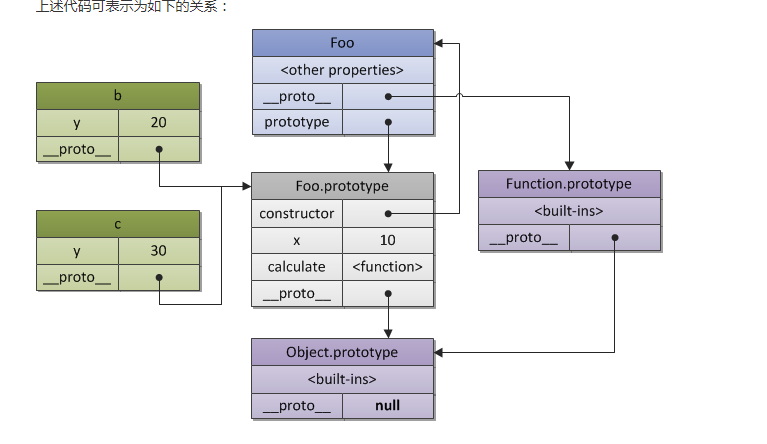 上述代码可表示为如下的关系：
Foo
<other properties>
__proto__
prototype
b
y 20
__proto__
c
y 30
__proto__
Foo.prototype
constructor
x 10
calculate <function>
__proto__
Function.prototype
<built-ins>
__proto__
Object.prototype
<built-ins>
__proto__ null